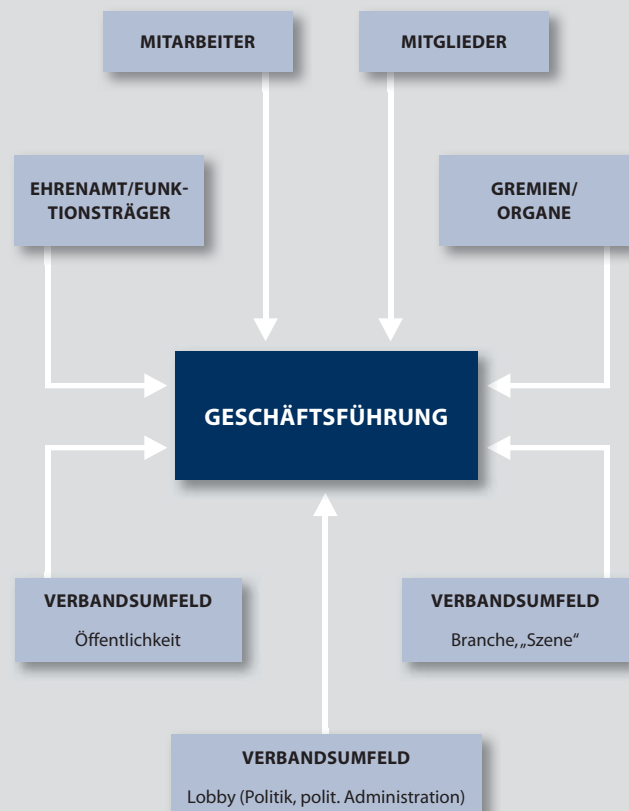 MITARBEITER
MITGLIEDER
EHRENAMT/FUNK-
TIONSTRÄGER
GREMIEN/
ORGANE
GESCHÄFTSFÜHRUNG
VERBANDSUMFELD
Öffentlichkeit
VERBANDSUMFELD
Branche,„Szene“
VERBANDSUMFELD
Lobby (Politik, polit. Administration)